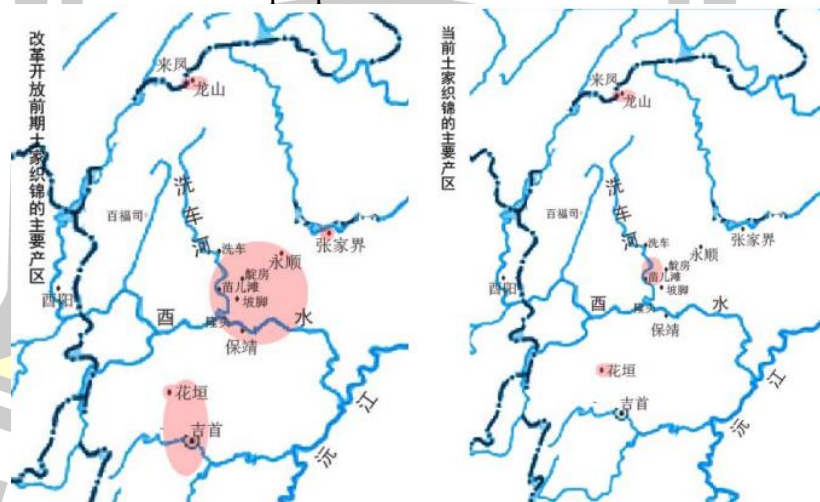 改革开放前期土家织锦的主要产区
来凤
龙山
洗车河
百福司
张家界
洗车
永顺
靛房
苗儿滩
坡脚
酉阳
酉水
隆头
保靖
花垣
吉首
沅江
当前土家织锦的主要产区
来凤
龙山
洗车河
百福司
张家界
洗车
永顺
靛房
苗儿滩
坡脚
酉阳
酉水
隆头
保靖
花垣
吉首
沅江